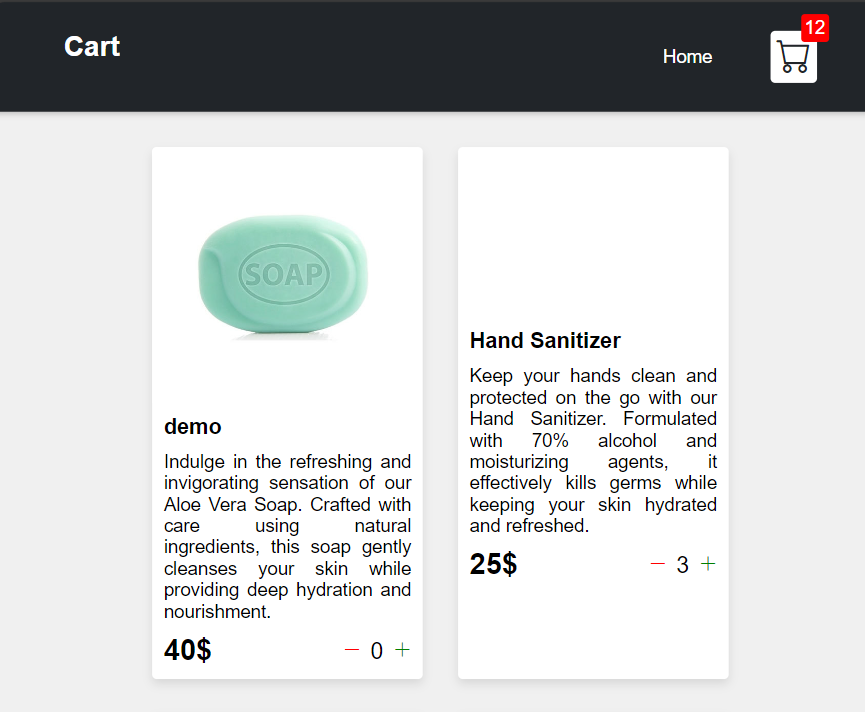 Cart
Home
12
SOAP
demo
Indulge in the refreshing and
invigorating sensation of our
Aloe Vera Soap. Crafted with
care using natural
ingredients, this soap gently
cleanses your skin while
providing deep hydration and
nourishment.
40$
− 0 +
Hand Sanitizer
Keep your hands clean and
protected on the go with our
Hand Sanitizer. Formulated
with 70% alcohol and
moisturizing agents, it
effectively kills germs while
keeping your skin hydrated
and refreshed.
25$
− 3 +